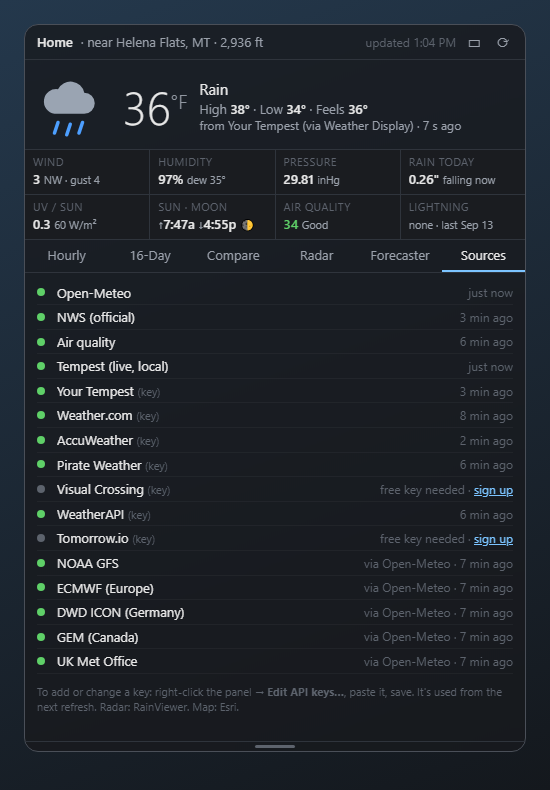 Home · near Helena Flats, MT · 2,936 ft updated 1:04 PM
36°F
Rain
High 38° · Low 34° · Feels 36°
from Your Tempest (via Weather Display) · 7 s ago
WIND HUMIDITY PRESSURE RAIN TODAY
3 NW · gust 4 97% dew 35° 29.81 inHg 0.26" falling now
UV / SUN SUN · MOON AIR QUALITY LIGHTNING
0.3 60 W/m² ↑7:47a ↓4:55p 34 Good none · last Sep 13
Hourly 16-Day Compare Radar Forecaster Sources
Open-Meteo just now
NWS (official) 3 min ago
Air quality 6 min ago
Tempest (live, local) just now
Your Tempest (key) 3 min ago
Weather.com (key) 8 min ago
AccuWeather (key) 2 min ago
Pirate Weather (key) 6 min ago
Visual Crossing (key) free key needed · sign up
WeatherAPI (key) 6 min ago
Tomorrow.io (key) free key needed · sign up
NOAA GFS via Open-Meteo · 7 min ago
ECMWF (Europe) via Open-Meteo · 7 min ago
DWD ICON (Germany) via Open-Meteo · 7 min ago
GEM (Canada) via Open-Meteo · 7 min ago
UK Met Office via Open-Meteo · 7 min ago
To add or change a key: right-click the panel → Edit API keys..., paste it, save. It's used from the
next refresh. Radar: RainViewer. Map: Esri.